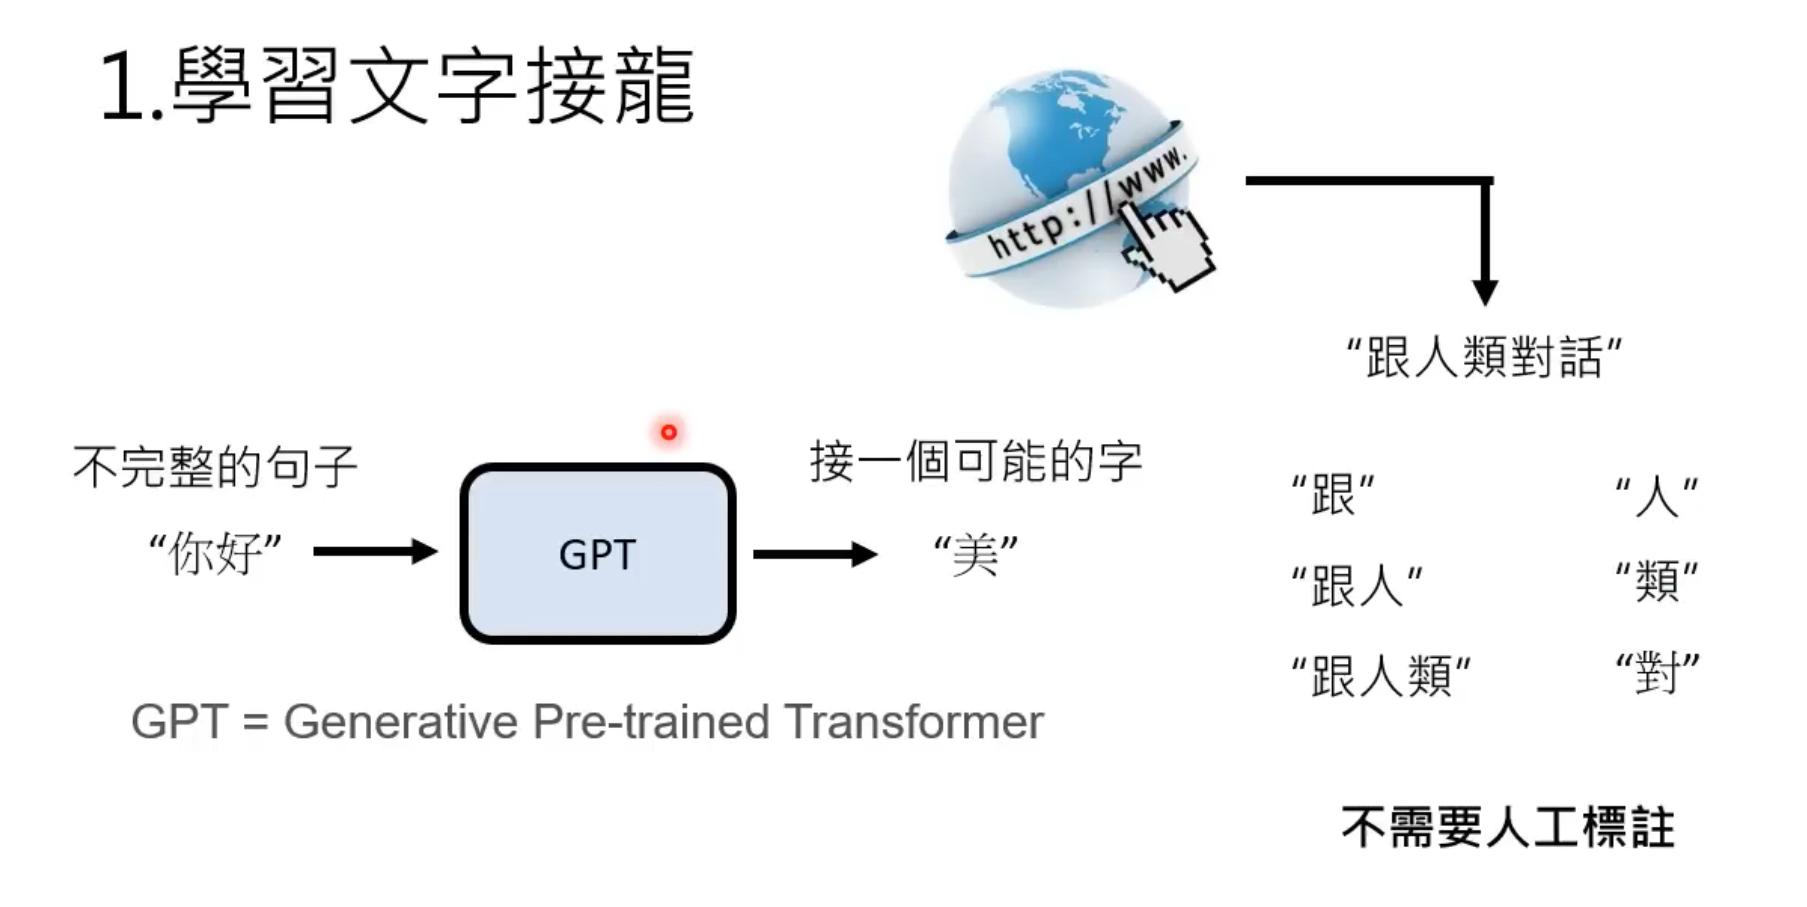 1.學習文字接龍
http://www.
“跟人類對話”
不完整的句子
接一個可能的字
“你好”
GPT
“美”
“跟” “人”
“跟人” “類”
“跟人類” “對”
GPT = Generative Pre-trained Transformer
不需要人工標註